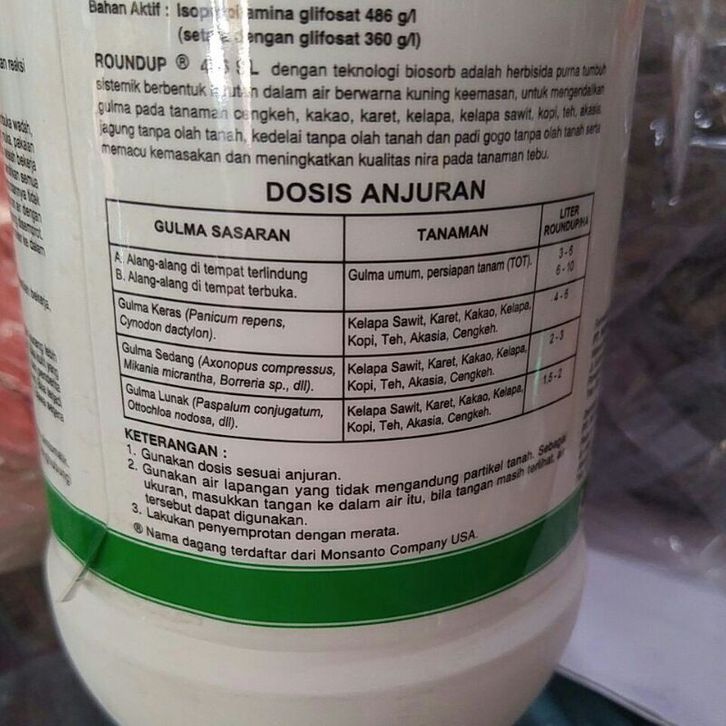 Bahan Aktif : Isopropilamina glifosat 486 g/l
(setara dengan glifosat 360 g/l)
ROUNDUP ® 486 SL dengan teknologi biosorb adalah herbisida purna tumbuh
sistemik berbentuk larutan dalam air berwarna kuning keemasan, untuk mengendalikan
gulma pada tanaman cengkeh, kakao, karet, kelapa, kelapa sawit, kopi, teh, akasia,
jagung tanpa olah tanah, kedelai tanpa olah tanah dan padi gogo tanpa olah tanah serta
memacu kemasakan dan meningkatkan kualitas nira pada tanaman tebu.
DOSIS ANJURAN
GULMA SASARAN TANAMAN LITER
ROUNDUP/HA
A. Alang-alang di tempat terlindung Gulma umum, persiapan tanam (TOT). 3-6
B. Alang-alang di tempat terbuka. 6-10
Gulma Keras (Panicum repens, Kelapa Sawit, Karet, Kakao, Kelapa, 4-6
Cynodon dactylon). Kopi, Teh, Akasia, Cengkeh.
Gulma Sedang (Axonopus compressus, Kelapa Sawit, Karet, Kakao, Kelapa, 2-3
Mikania micrantha, Borreria sp., dll). Kopi, Teh, Akasia, Cengkeh.
Gulma Lunak (Paspalum conjugatum, Kelapa Sawit, Karet, Kakao, Kelapa, 1,5-2
Ottochloa nodosa, dll). Kopi, Teh, Akasia, Cengkeh.
KETERANGAN :
1. Gunakan dosis sesuai anjuran.
2. Gunakan air lapangan yang tidak mengandung partikel tanah. Sebagai
ukuran, masukkan tangan ke dalam air itu, bila tangan masih terlihat, air
tersebut dapat digunakan.
3. Lakukan penyemprotan dengan merata.
® Nama dagang terdaftar dari Monsanto Company USA.